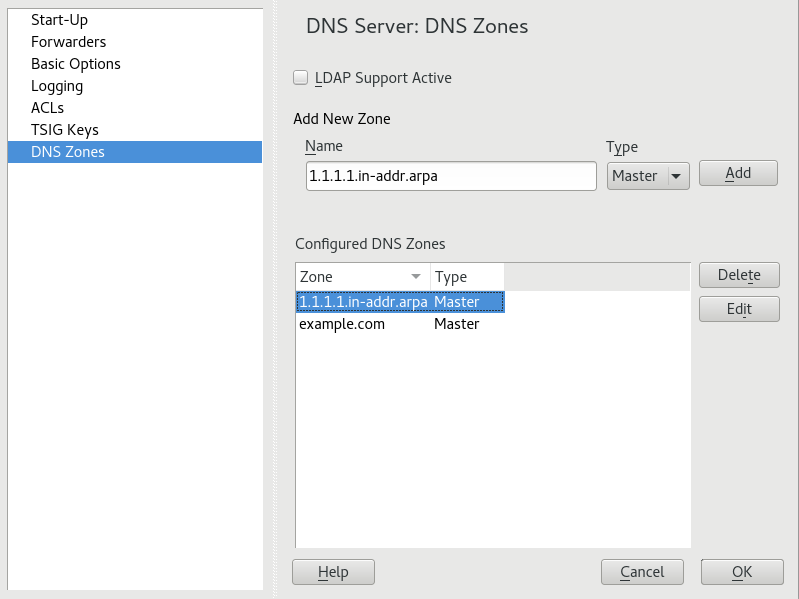 Start-Up
Forwarders
Basic Options
Logging
ACLs
TSIG Keys
DNS Zones
DNS Server: DNS Zones
LDAP Support Active
Add New Zone
Name Type
1.1.1.1.in-addr.arpa Master Add
Configured DNS Zones
Zone Type Delete
1.1.1.1.in-addr.arpa Master Edit
example.com Master
Help Cancel OK